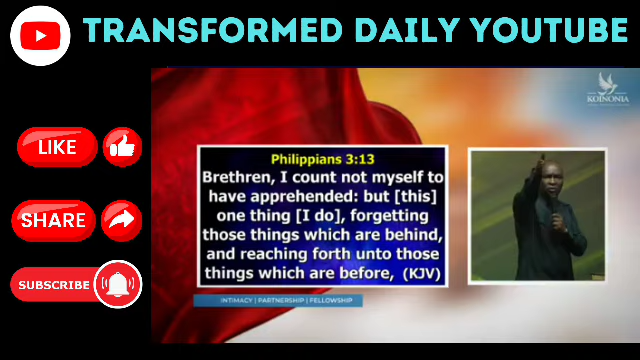 TRANSFORMED DAILY YOUTUBE
KOINONIA
LIKE
SHARE
SUBSCRIBE
Philippians 3:13
Brethren, I count not myself to
have apprehended: but [this]
one thing [I do], forgetting
those things which are behind,
and reaching forth unto those
things which are before, (KJV)
INTIMACY | PARTNERSHIP | FELLOWSHIP